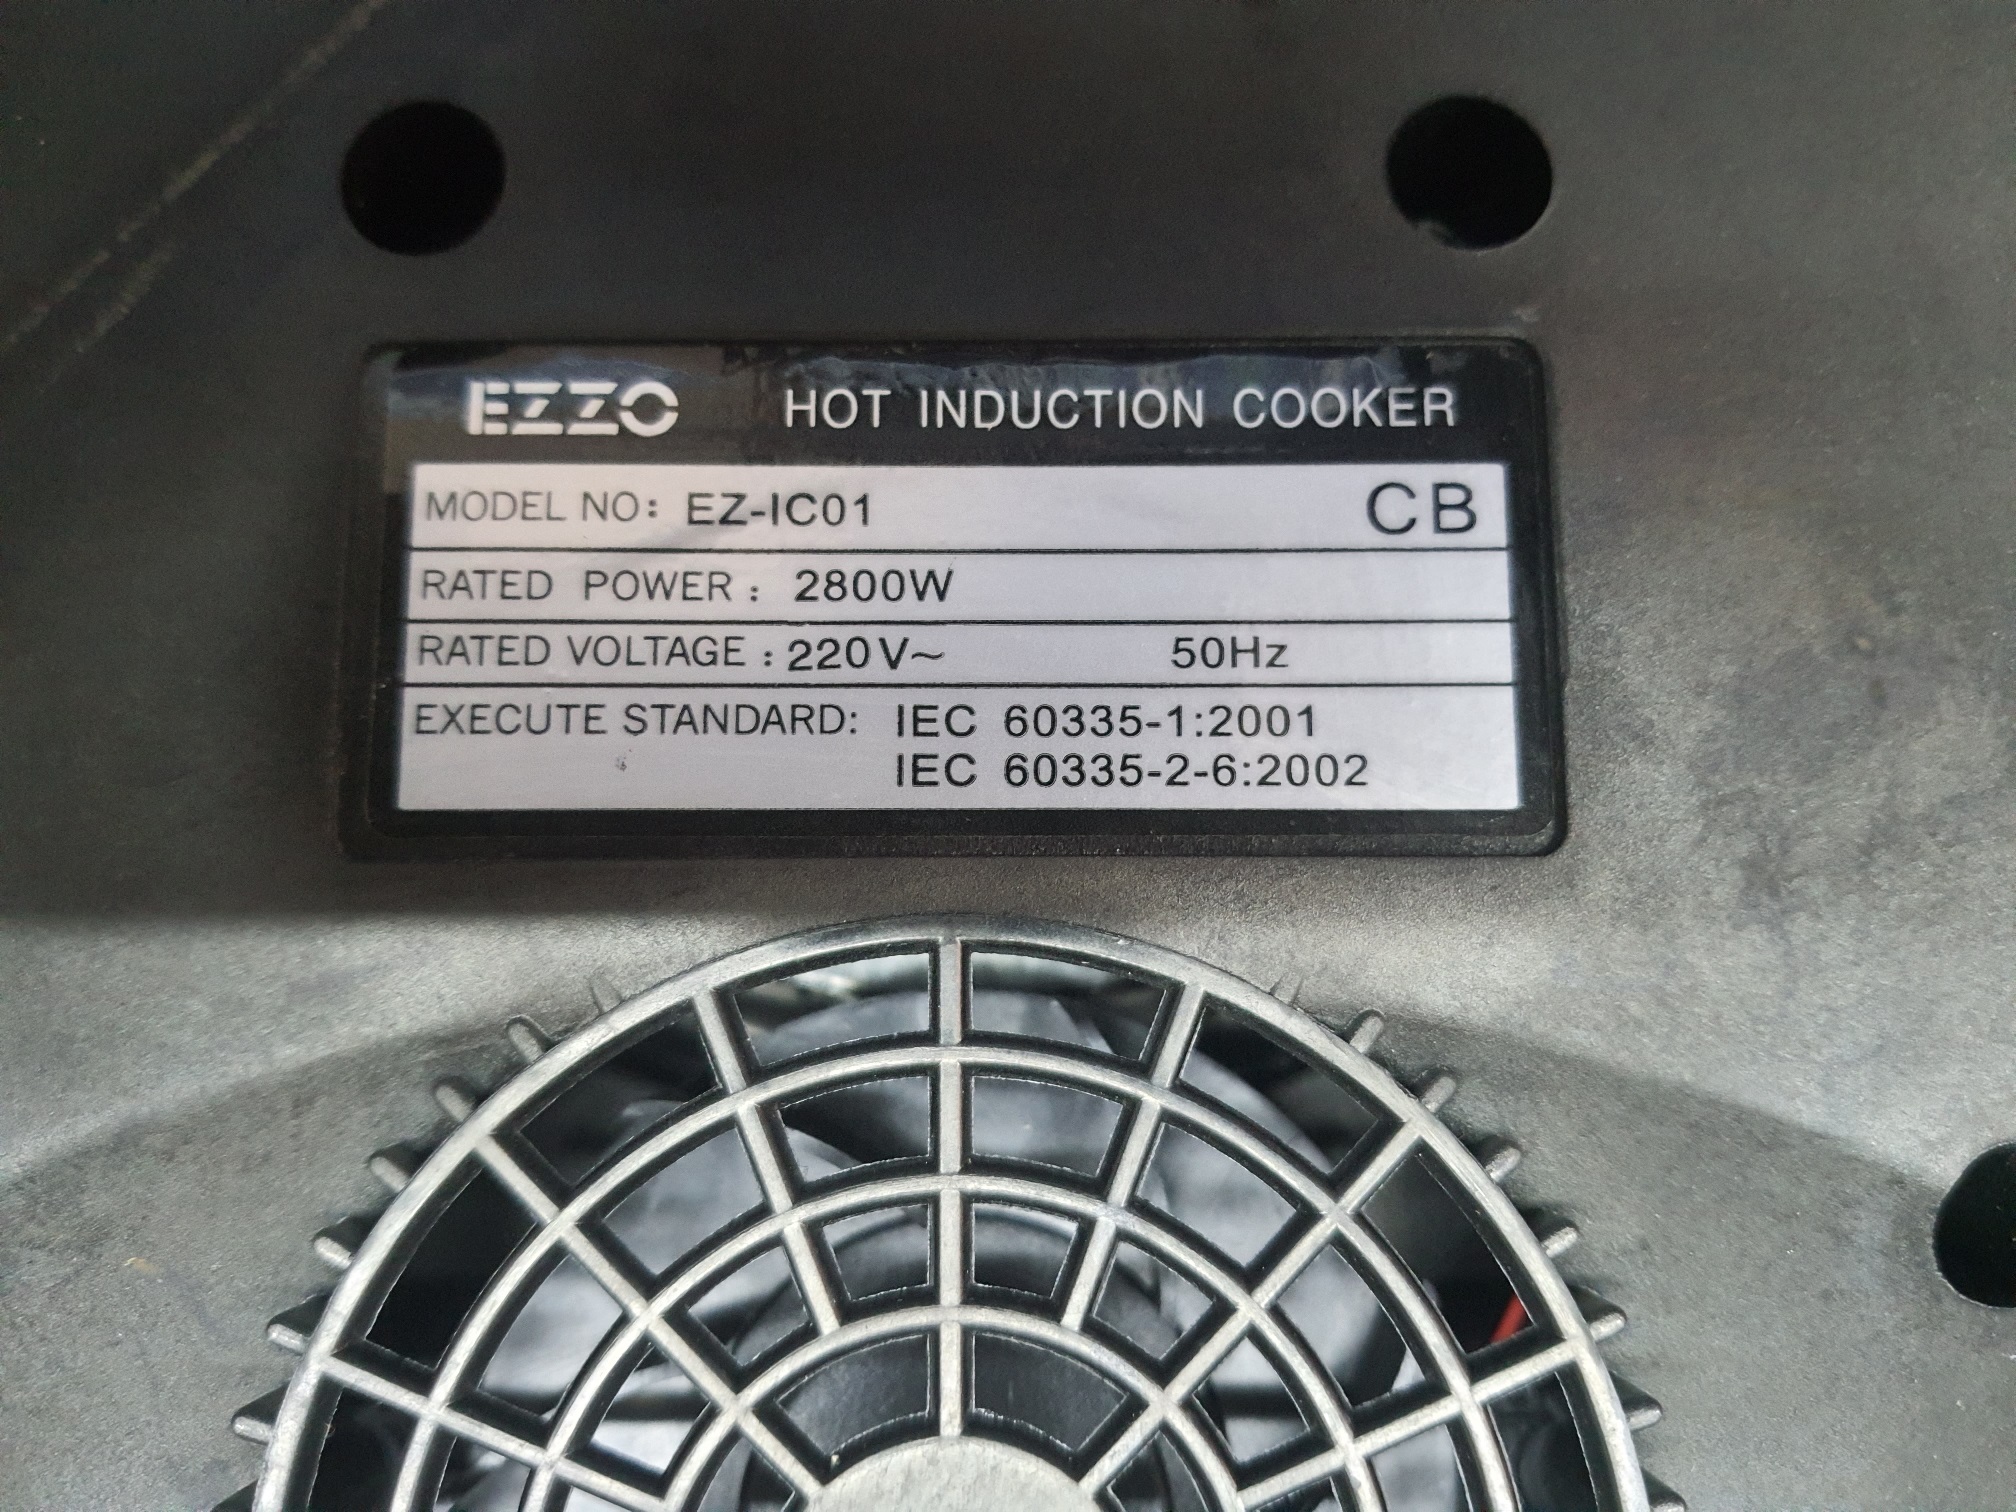 EZZO HOT INDUCTION COOKER
MODEL NO: EZ-IC01 CB
RATED POWER: 2800W
RATED VOLTAGE: 220V~ 50Hz
EXECUTE STANDARD: IEC 60335-1:2001
IEC 60335-2-6:2002